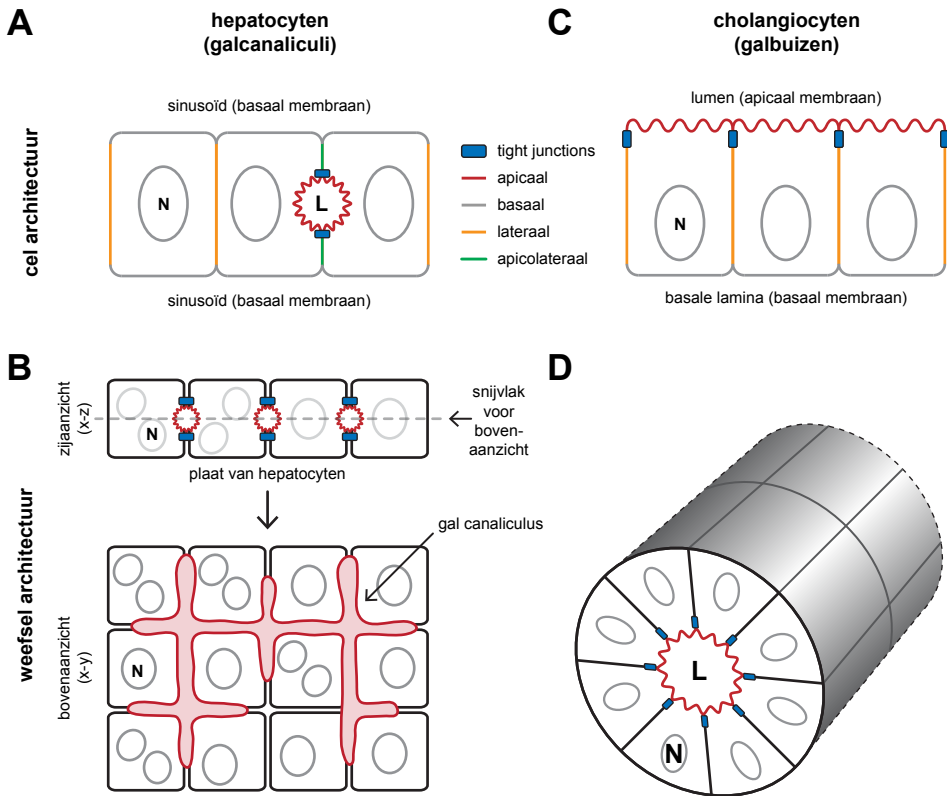 A
hepatocyten
(galcanaliculi)
sinusoïd (basaal membraan)
cel architectuur
N
L
sinusoïd (basaal membraan)
tight junctions
apicaal
basaal
lateraal
apicolateraal
C
cholangiocyten
(galbuizen)
lumen (apicaal membraan)
N
basale lamina (basaal membraan)
B
weefsel architectuur
zijaanzicht
(x-z)
N
plaat van hepatocyten
snijvlak
voor
boven-
aanzicht
gal canaliculus
bovenaanzicht
(x-y)
N
D
L
N